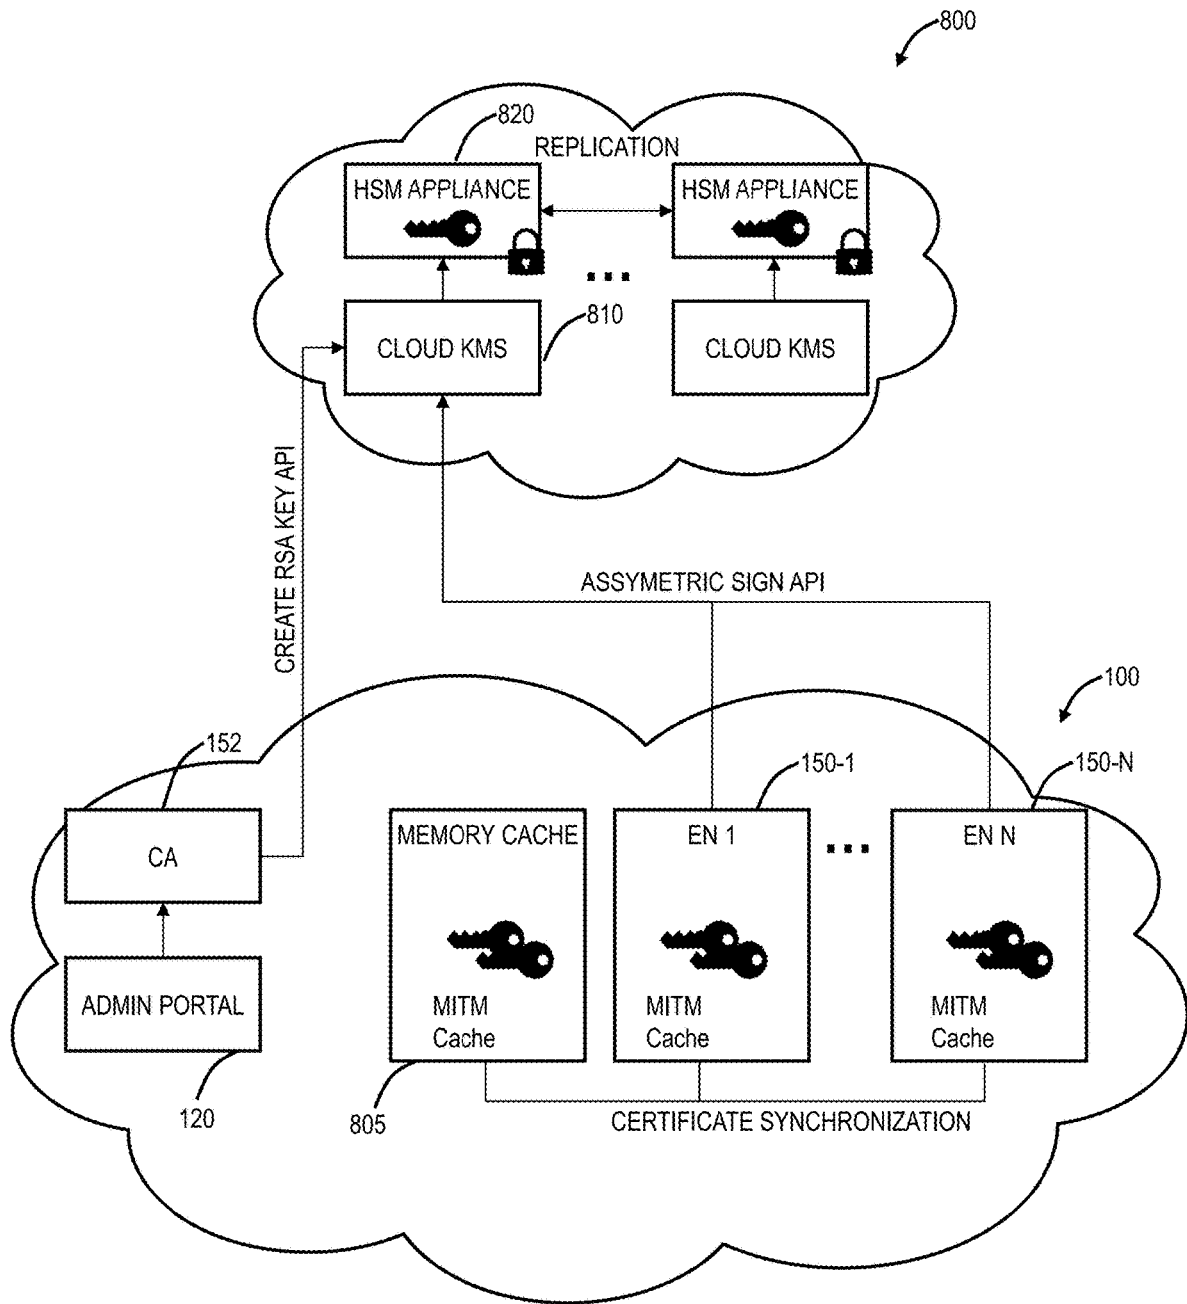 800
820
REPLICATION
HSM APPLIANCE
HSM APPLIANCE
...
810
CLOUD KMS
CLOUD KMS
CREATE RSA KEY API
ASSYMETRIC SIGN API
100
152
150-1
150-N
CA
MEMORY CACHE
EN 1
...
EN N
ADMIN PORTAL
MITM
Cache
MITM
Cache
MITM
Cache
120
805
CERTIFICATE SYNCHRONIZATION